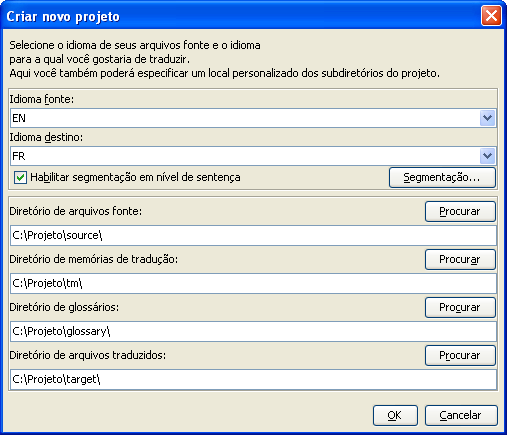 Criar novo projeto
Selecione o idioma de seus arquivos fonte e o idioma
para a qual você gostaria de traduzir.
Aqui você também poderá especificar um local personalizado dos subdiretórios do projeto.
Idioma fonte:
EN
Idioma destino:
FR
Habilitar segmentação em nível de sentença
Segmentação...
Diretório de arquivos fonte:
Procurar
C:\Projeto\source\
Diretório de memórias de tradução:
Procurar
C:\Projeto\tm\
Diretório de glossários:
Procurar
C:\Projeto\glossary\
Diretório de arquivos traduzidos:
Procurar
C:\Projeto\target\
OK
Cancelar